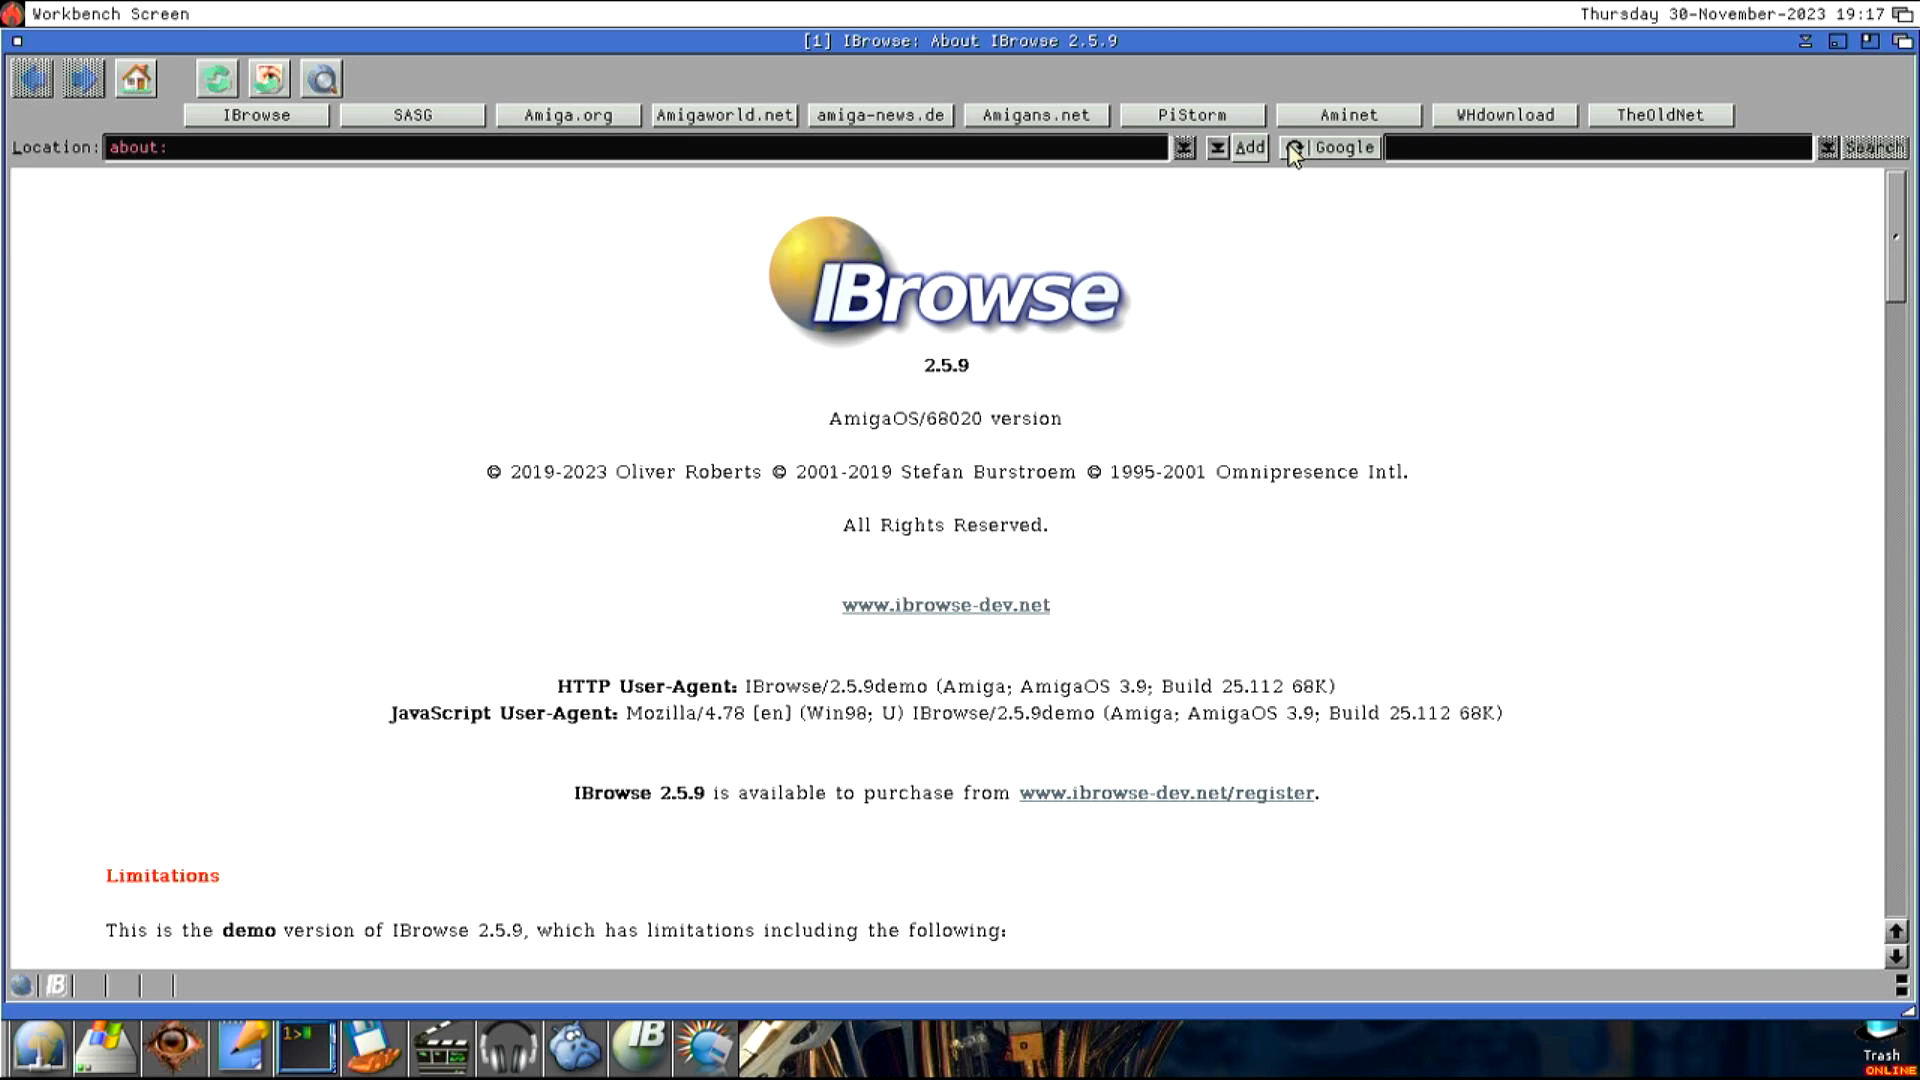 Workbench Screen
Thursday 30-November-2023 19:17
[1] IBrowse: About IBrowse 2.5.9
IBrowse SASG Amiga.org Amigaworld.net amiga-news.de Amigans.net PiStorm Aminet WHdownload TheOldNet
Location: about: Add Google Search
IBrowse
2.5.9
AmigaOS/68020 version
© 2019-2023 Oliver Roberts © 2001-2019 Stefan Burstroem © 1995-2001 Omnipresence Intl.
All Rights Reserved.
www.ibrowse-dev.net
HTTP User-Agent: IBrowse/2.5.9demo (Amiga; AmigaOS 3.9; Build 25.112 68K)
JavaScript User-Agent: Mozilla/4.78 [en] (Win98; U) IBrowse/2.5.9demo (Amiga; AmigaOS 3.9; Build 25.112 68K)
IBrowse 2.5.9 is available to purchase from www.ibrowse-dev.net/register.
Limitations
This is the demo version of IBrowse 2.5.9, which has limitations including the following:
IB
1>
IB
Trash
ONLINE